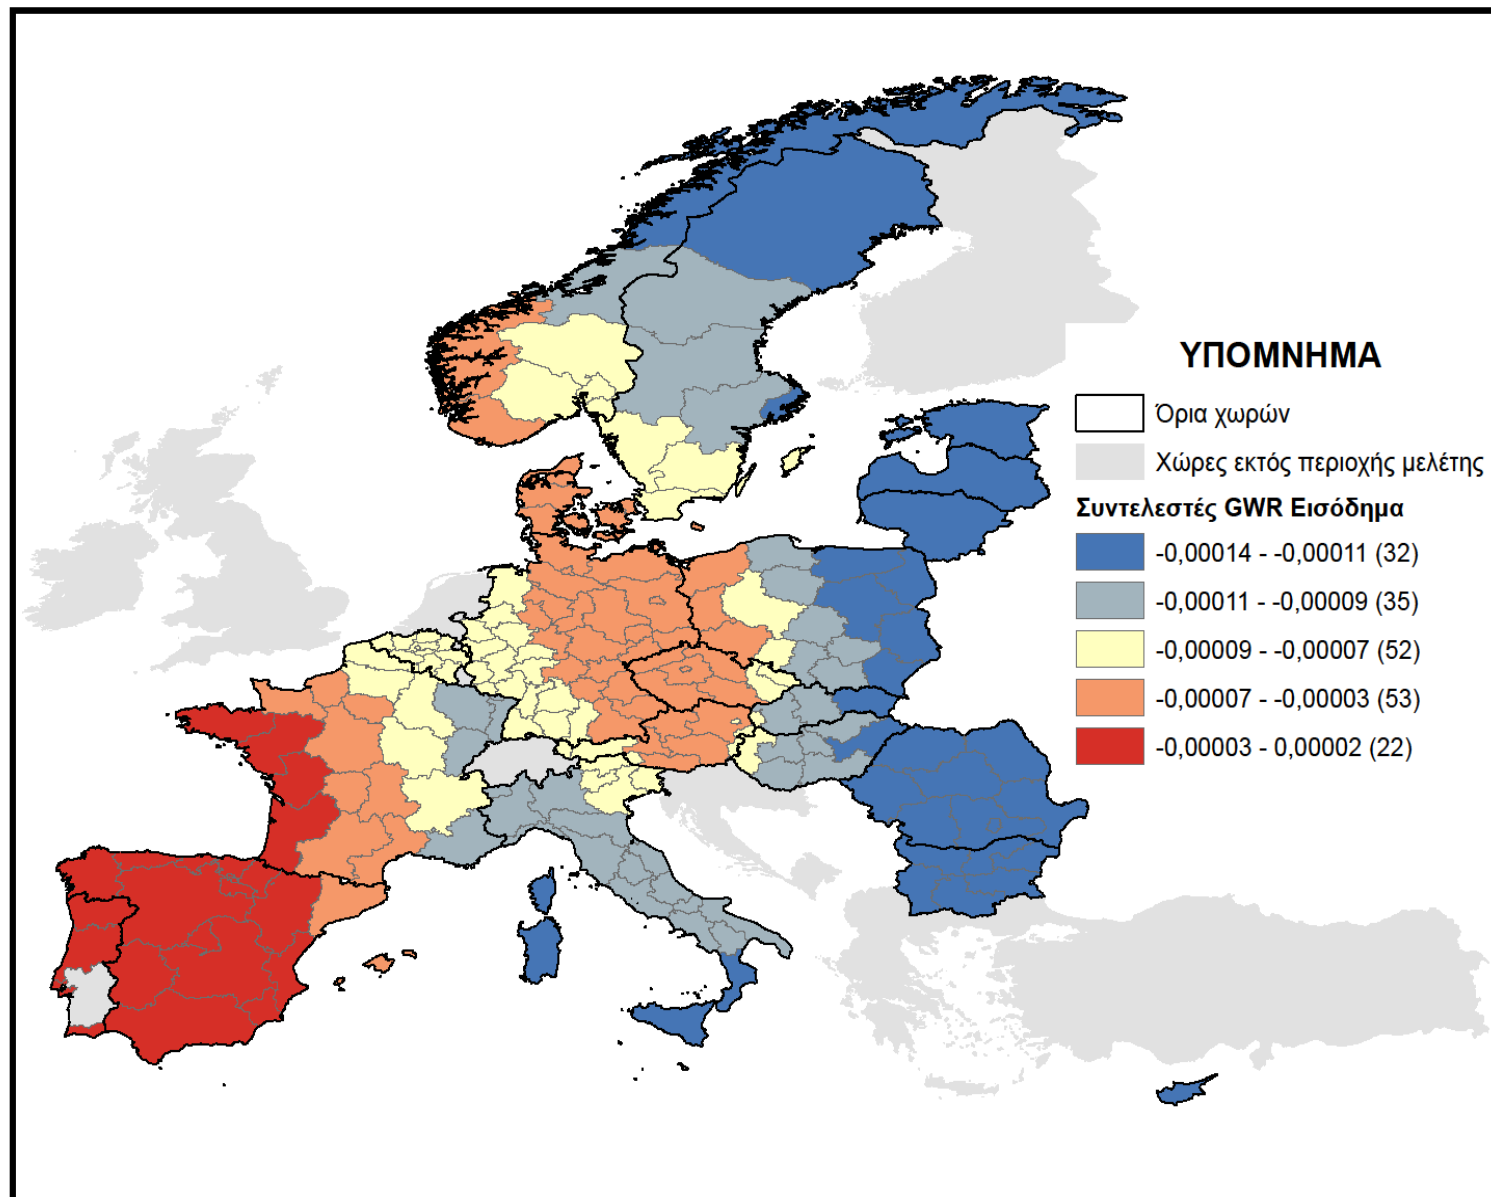 ΥΠΟΜΝΗΜΑ
Όρια χωρών
Χώρες εκτός περιοχής μελέτης
Συντελεστές GWR Εισόδημα
-0,00014 - -0,00011 (32)
-0,00011 - -0,00009 (35)
-0,00009 - -0,00007 (52)
-0,00007 - -0,00003 (53)
-0,00003 - 0,00002 (22)